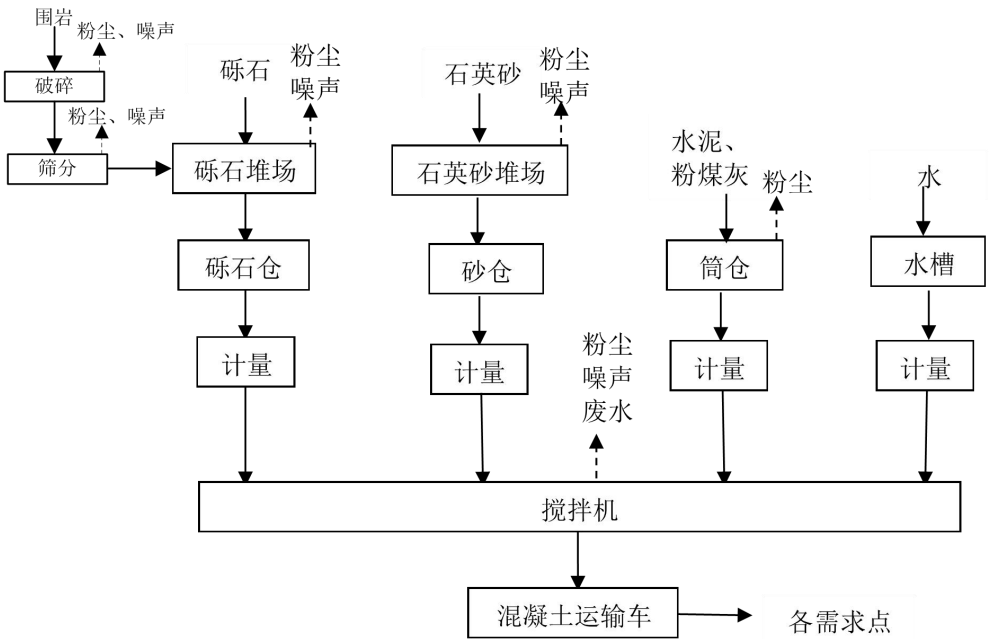 围岩
粉尘、噪声
破碎
粉尘、噪声
筛分
砾石
粉尘
噪声
砾石堆场
砾石仓
计量
石英砂
粉尘
噪声
石英砂堆场
砂仓
计量
水泥、
粉煤灰
粉尘
筒仓
计量
水
水槽
计量
粉尘
噪声
废水
搅拌机
混凝土运输车
各需求点